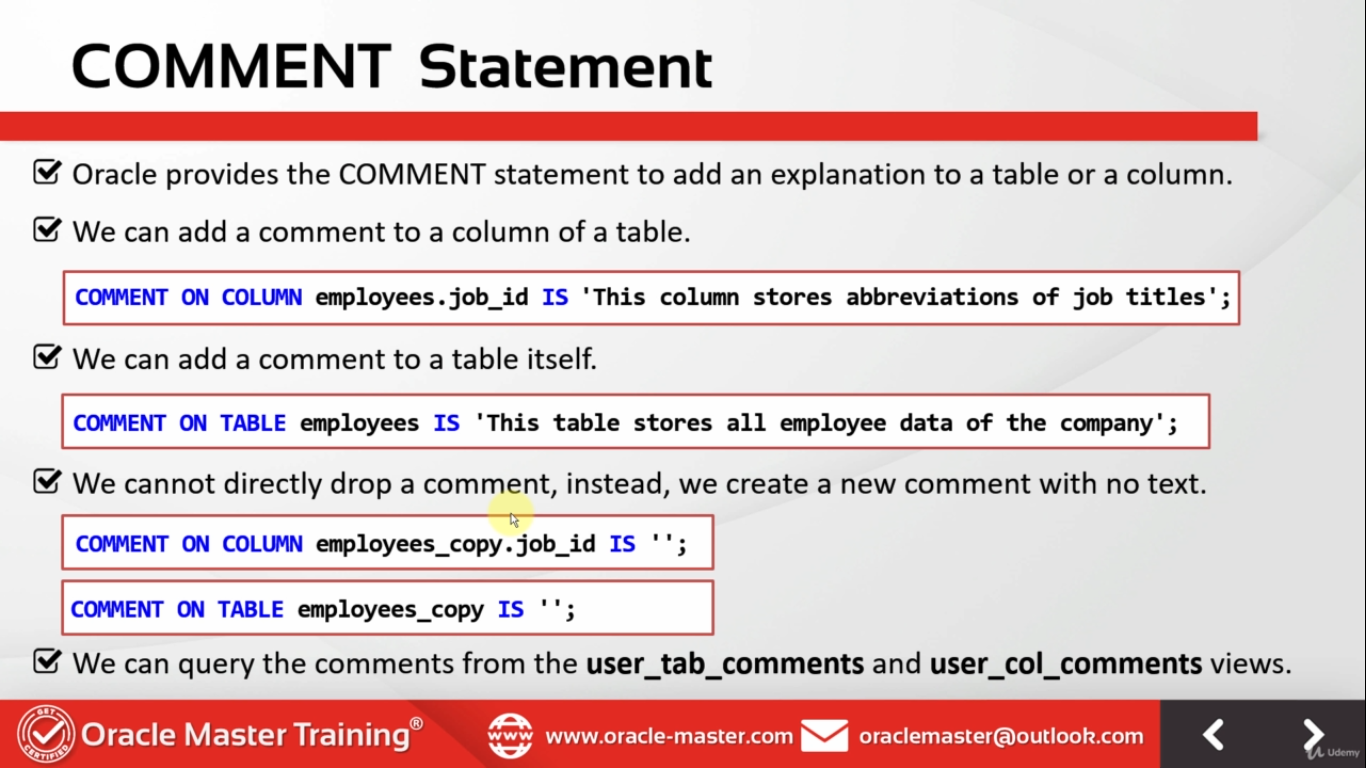 COMMENT Statement
Oracle provides the COMMENT statement to add an explanation to a table or a column.
We can add a comment to a column of a table.
COMMENT ON COLUMN employees.job_id IS 'This column stores abbreviations of job titles';
We can add a comment to a table itself.
COMMENT ON TABLE employees IS 'This table stores all employee data of the company';
We cannot directly drop a comment, instead, we create a new comment with no text.
COMMENT ON COLUMN employees_copy.job_id IS '';
COMMENT ON TABLE employees_copy IS '';
We can query the comments from the user_tab_comments and user_col_comments views.
GET CERTIFIED
Oracle Master Training®
www
www.oracle-master.com
oraclemaster@outlook.com
Udemy